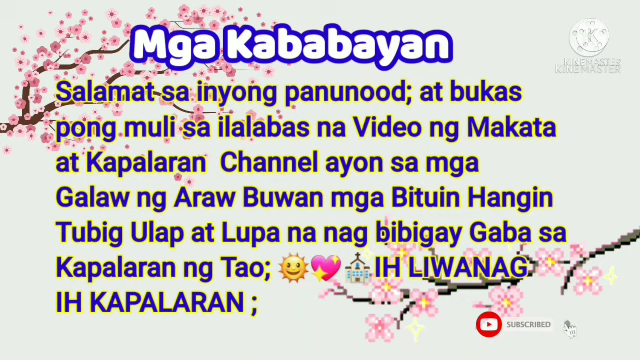 Mga Kababayan
Salamat sa inyong panunood; at bukas
pong muli sa ilalabas na Video ng Makata
at Kapalaran Channel ayon sa mga
Galaw ng Araw Buwan mga Bituin Hangin
Tubig Ulap at Lupa na nag bibigay Gaba sa
Kapalaran ng Tao; 🌞💖⛪IH LIWANAG.
IH KAPALARAN ;
KINEMASTER
KINEMASTER
SUBSCRIBED